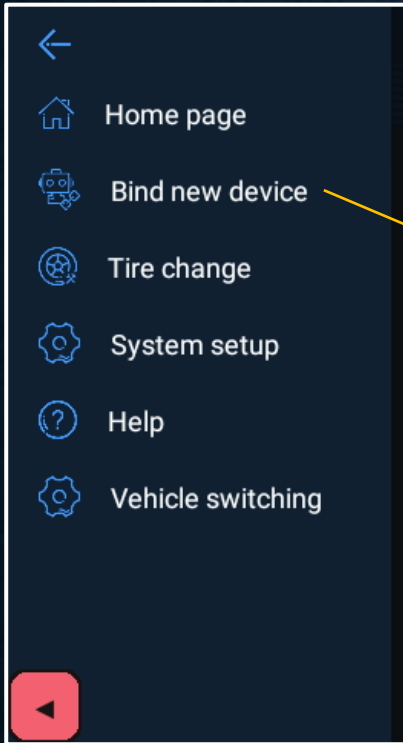 Home page
Bind new device
Tire change
System setup
Help
Vehicle switching